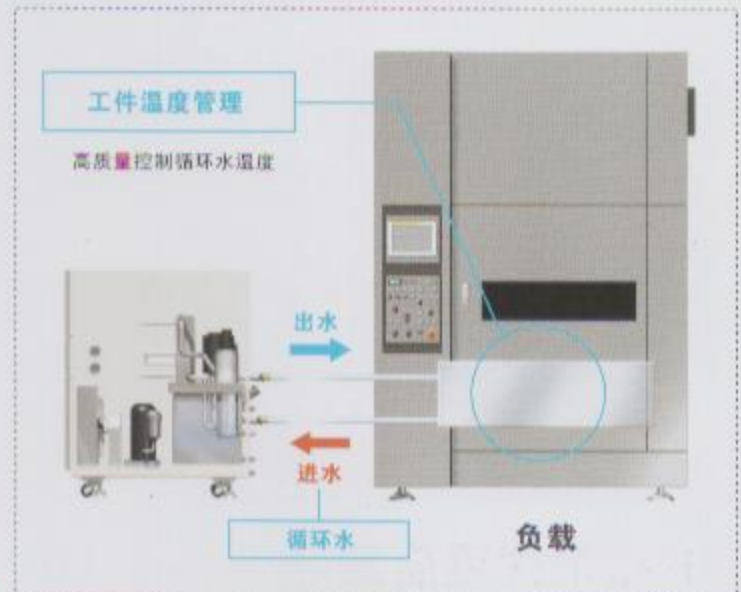 工件温度管理
高质量控制循环水温度
出水
进水
循环水
负载